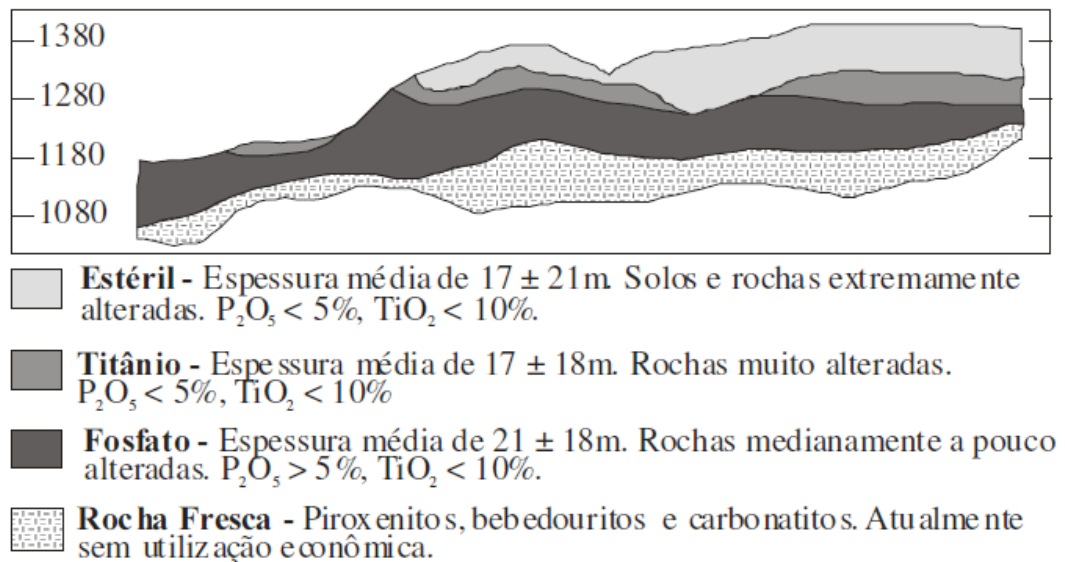 1380
1280
1180
1080
Estéril - Espessura média de 17 ± 21m. Solos e rochas extremamente
alteradas. P₂O₅ < 5%, TiO₂ < 10%.
Titânio - Espessura média de 17 ± 18m. Rochas muito alteradas.
P₂O₅ < 5%, TiO₂ < 10%
Fosfato - Espessura média de 21 ± 18m. Rochas medianamente a pouco
alteradas. P₂O₅ > 5%, TiO₂ < 10%.
Rocha Fresca - Piroxenitos, bebedouritos e carbonatitos. Atualmente
sem utilização econômica.